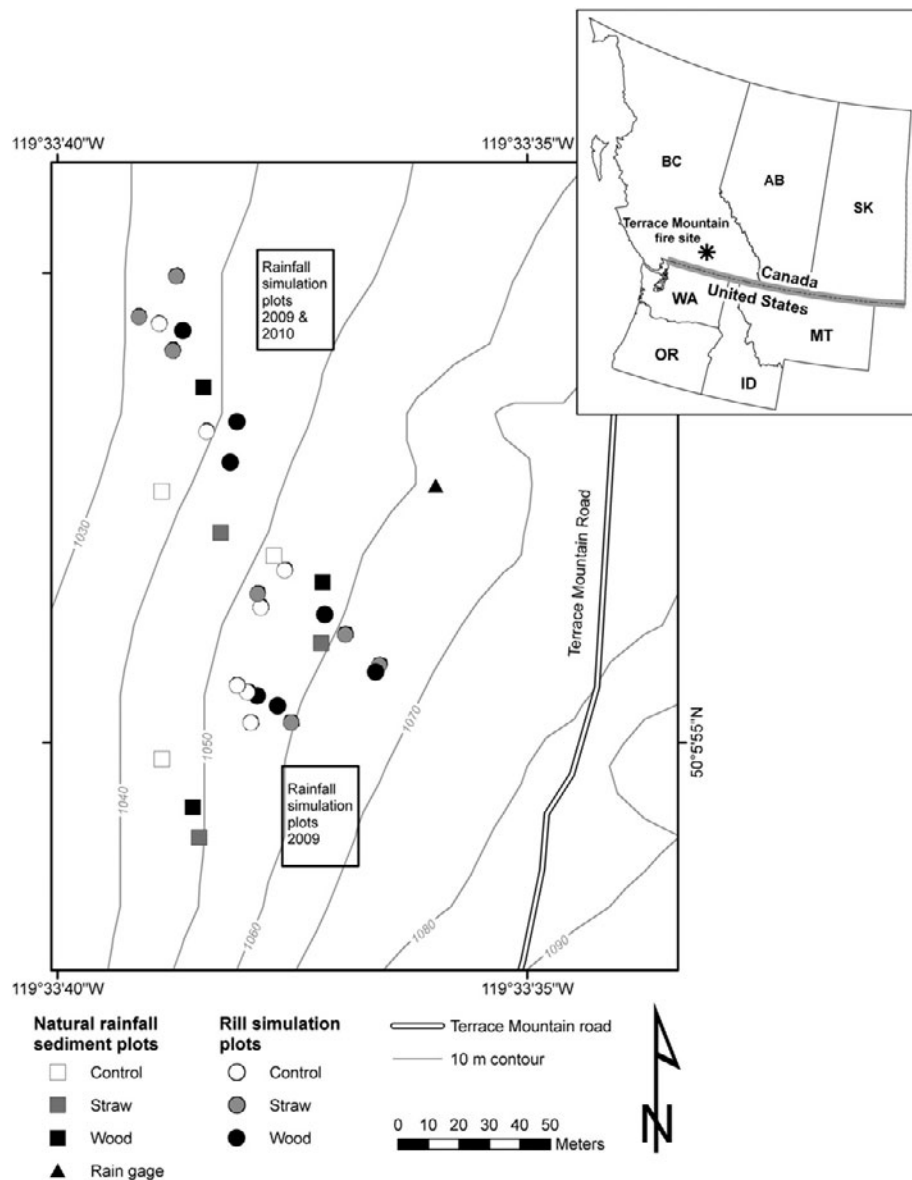 119°33'40"W
119°33'35"W
BC
AB
SK
Terrace Mountain
fire site
Canada
United States
WA
MT
OR
ID
Rainfall
simulation
plots
2009 &
2010
1030
Terrace Mountain Road
1040
1050
1060
1070
1080
1090
50°5'55"N
Rainfall
simulation
plots
2009
119°33'40"W
119°33'35"W
Natural rainfall
sediment plots
Control
Straw
Wood
Rain gage
Rill simulation
plots
Control
Straw
Wood
Terrace Mountain road
10 m contour
0 10 20 30 40 50
Meters
N